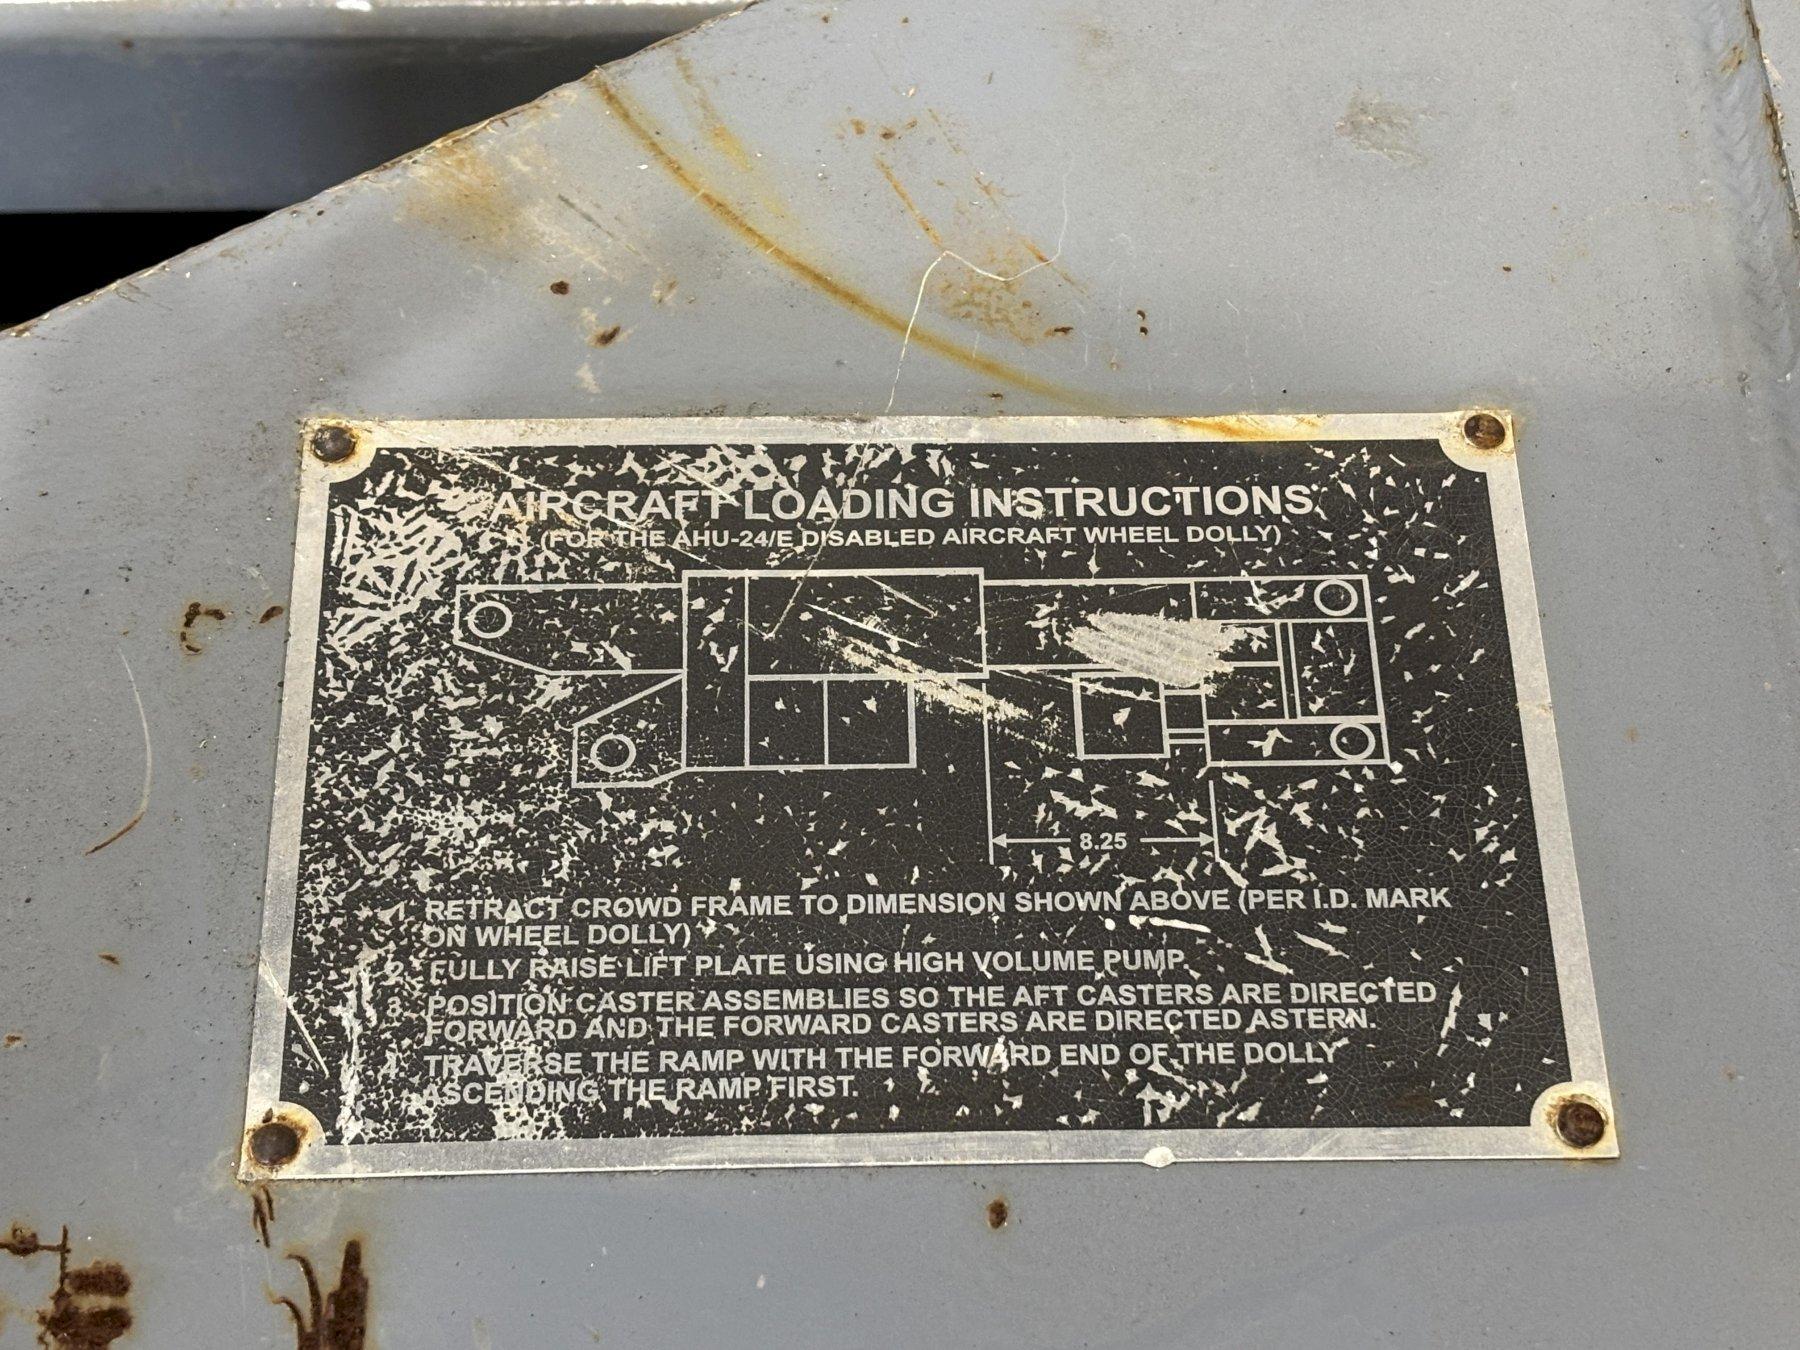 AIRCRAFT LOADING INSTRUCTIONS
(FOR THE AHU-24/E DISABLED AIRCRAFT WHEEL DOLLY)
8.25
1. RETRACT CROWD FRAME TO DIMENSION SHOWN ABOVE (PER I.D. MARK
ON WHEEL DOLLY)
2. FULLY RAISE LIFT PLATE USING HIGH VOLUME PUMP.
3. POSITION CASTER ASSEMBLIES SO THE AFT CASTERS ARE DIRECTED
FORWARD AND THE FORWARD CASTERS ARE DIRECTED ASTERN.
4. TRAVERSE THE RAMP WITH THE FORWARD END OF THE DOLLY
ASCENDING THE RAMP FIRST.